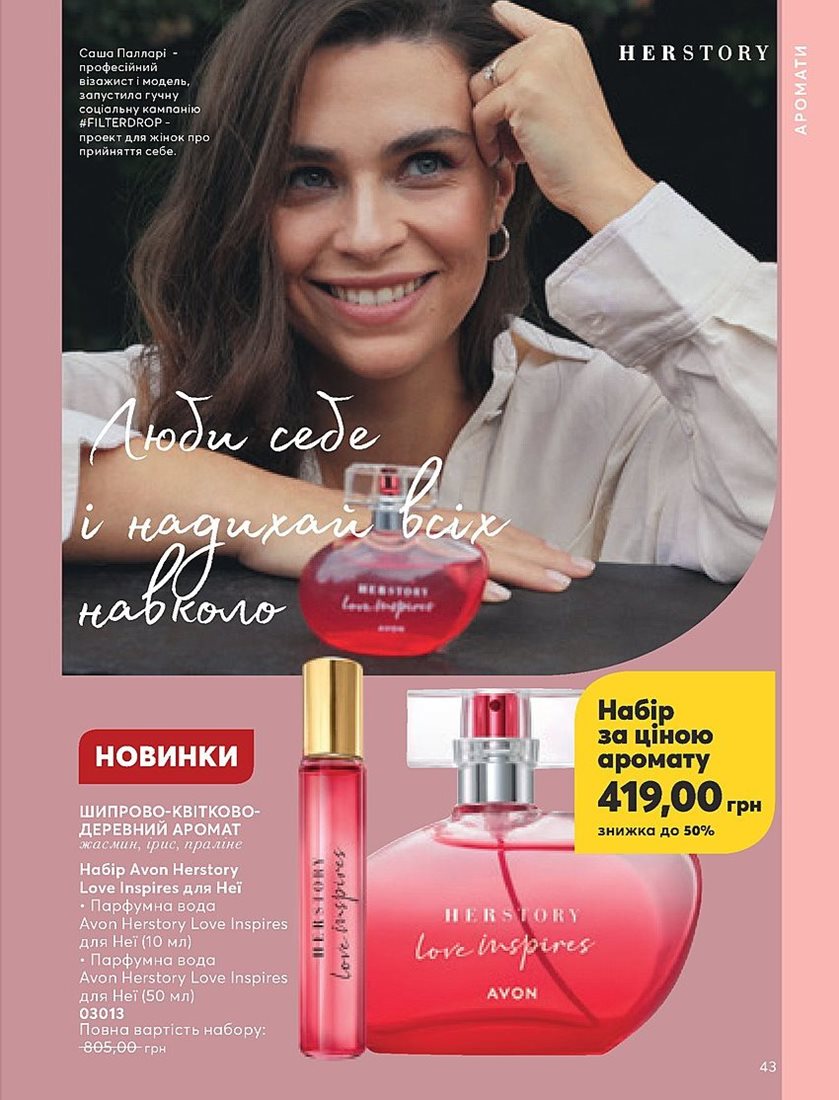 Саша Палларі -
професійний
візажист і модель,
запустила гучну
соціальну кампанію
#FILTERDROP -
проект для жінок про
прийняття себе.
HERSTORY
АРОМАТИ
Люби себе
і надихай всіх
навколо
HERSTORY
love inspires
AVON
НОВИНКИ
ШИПРОВО-КВІТКОВО-
ДЕРЕВНИЙ АРОМАТ
жасмин, ірис, праліне
Набір Avon Herstory
Love Inspires для Неї
• Парфумна вода
Avon Herstory Love Inspires
для Неї (10 мл)
• Парфумна вода
Avon Herstory Love Inspires
для Неї (50 мл)
03013
Повна вартість набору:
805,00 грн
HERSTORY
love inspires
Набір
за ціною
аромату
419,00 грн
знижка до 50%
HERSTORY
love inspires
AVON
43